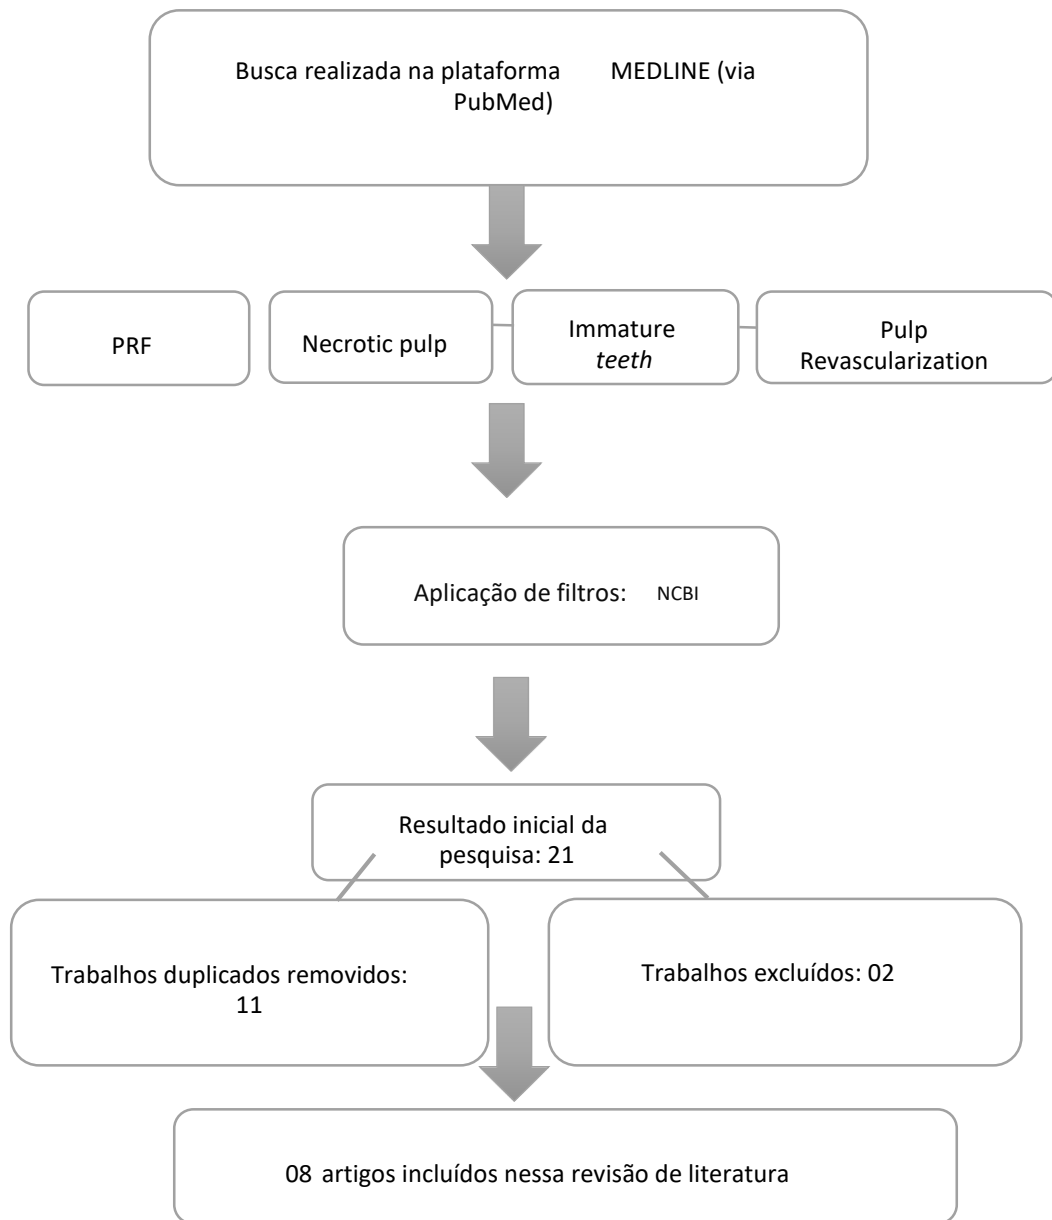 Busca realizada na plataforma MEDLINE (via
PubMed)
PRF
Necrotic pulp
Immature
teeth
Pulp
Revascularization
Aplicação de filtros: NCBI
Resultado inicial da
pesquisa: 21
Trabalhos duplicados removidos:
11
Trabalhos excluídos: 02
08 artigos incluídos nessa revisão de literatura